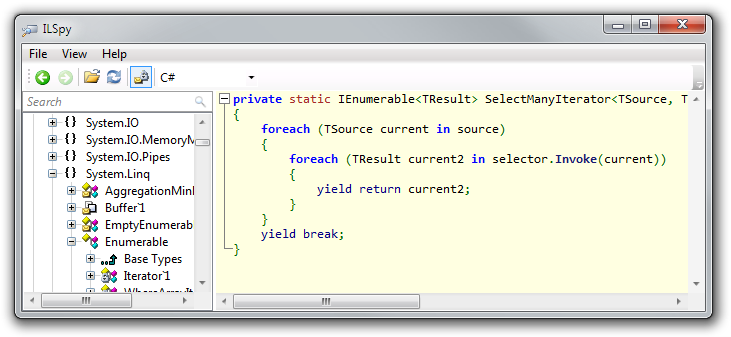 ILSpy
File View Help
C#
Search
System.IO
System.IO.MemoryM
System.IO.Pipes
System.Linq
AggregationMinI
Buffer`1
EmptyEnumerab
Enumerable
Base Types
Iterator`1
private static IEnumerable<TResult> SelectManyIterator<TSource, T
{
foreach (TSource current in source)
{
foreach (TResult current2 in selector.Invoke(current))
{
yield return current2;
}
}
yield break;
}